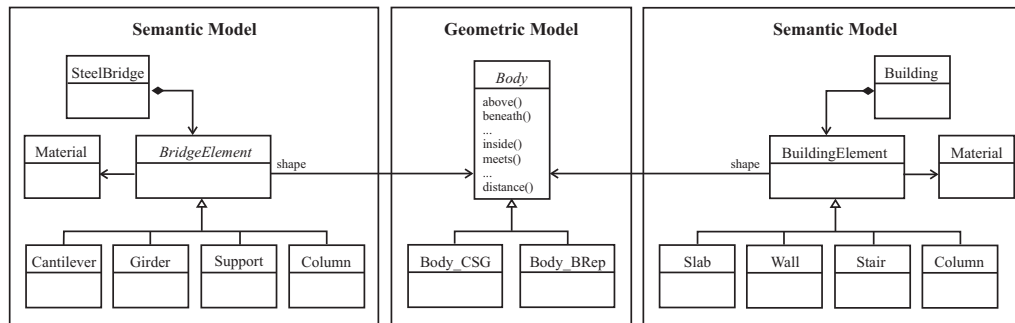 Semantic Model
SteelBridge
Material
BridgeElement
shape
Cantilever
Girder
Support
Column
Geometric Model
Body
above()
beneath()
...
inside()
meets()
...
distance()
Body_CSG
Body_BRep
Semantic Model
Building
shape
BuildingElement
Material
Slab
Wall
Stair
Column